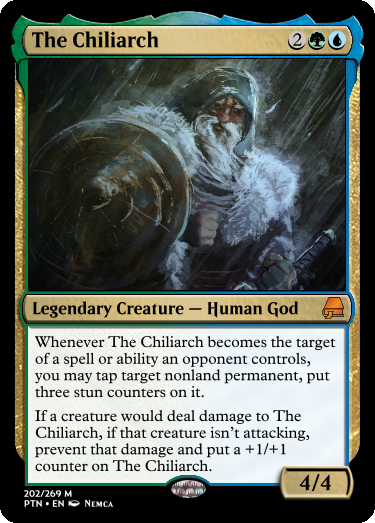 The Chiliarch 2
Legendary Creature — Human God
Whenever The Chiliarch becomes the target
of a spell or ability an opponent controls,
you may tap target nonland permanent, put
three stun counters on it.
If a creature would deal damage to The
Chiliarch, if that creature isn't attacking,
prevent that damage and put a +1/+1
counter on The Chiliarch.
4/4
202/269 M
PTN • EN Nemca